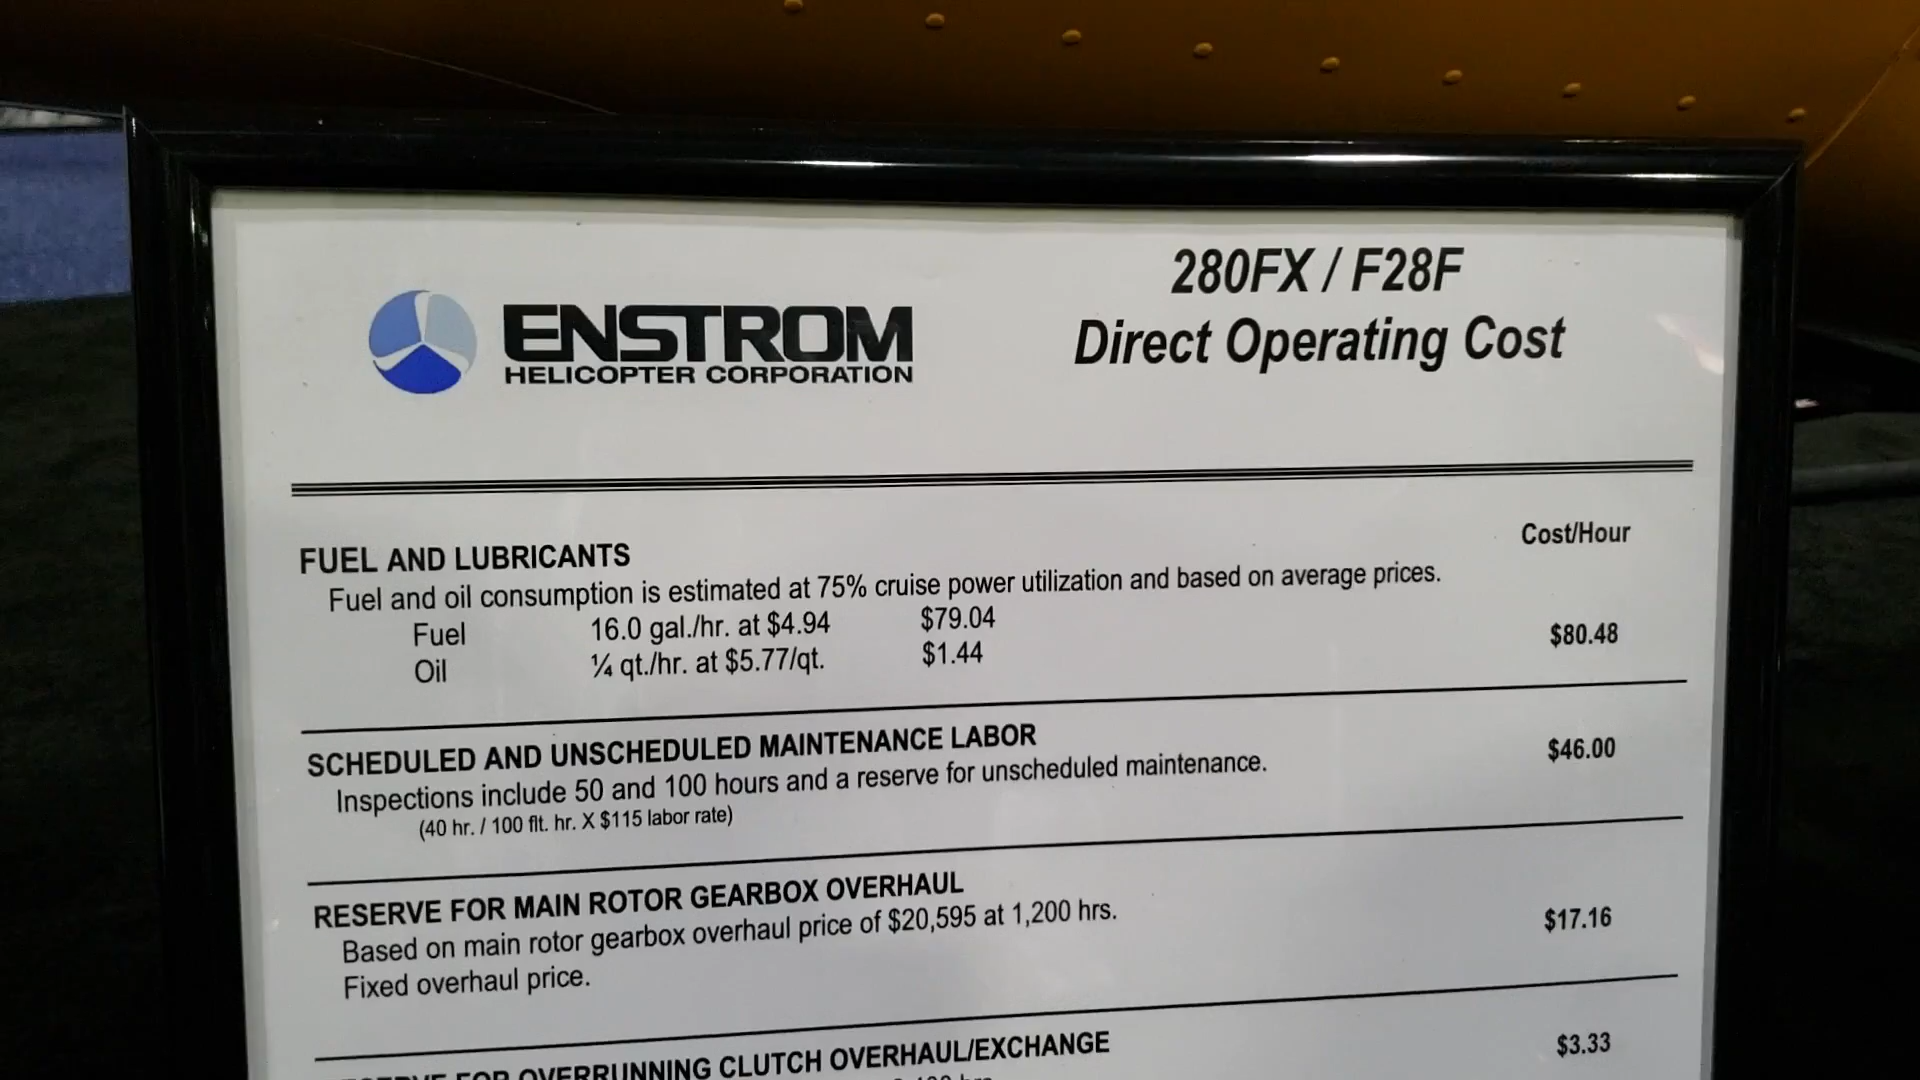 ENSTROM
HELICOPTER CORPORATION
280FX / F28F
Direct Operating Cost
Cost/Hour
FUEL AND LUBRICANTS
Fuel and oil consumption is estimated at 75% cruise power utilization and based on average prices.
Fuel 16.0 gal./hr. at $4.94 $79.04
Oil ¼ qt./hr. at $5.77/qt. $1.44 $80.48
SCHEDULED AND UNSCHEDULED MAINTENANCE LABOR
Inspections include 50 and 100 hours and a reserve for unscheduled maintenance. $46.00
(40 hr. / 100 flt. hr. X $115 labor rate)
RESERVE FOR MAIN ROTOR GEARBOX OVERHAUL
Based on main rotor gearbox overhaul price of $20,595 at 1,200 hrs. $17.16
Fixed overhaul price.
FOR OVERRUNNING CLUTCH OVERHAUL/EXCHANGE $3.33